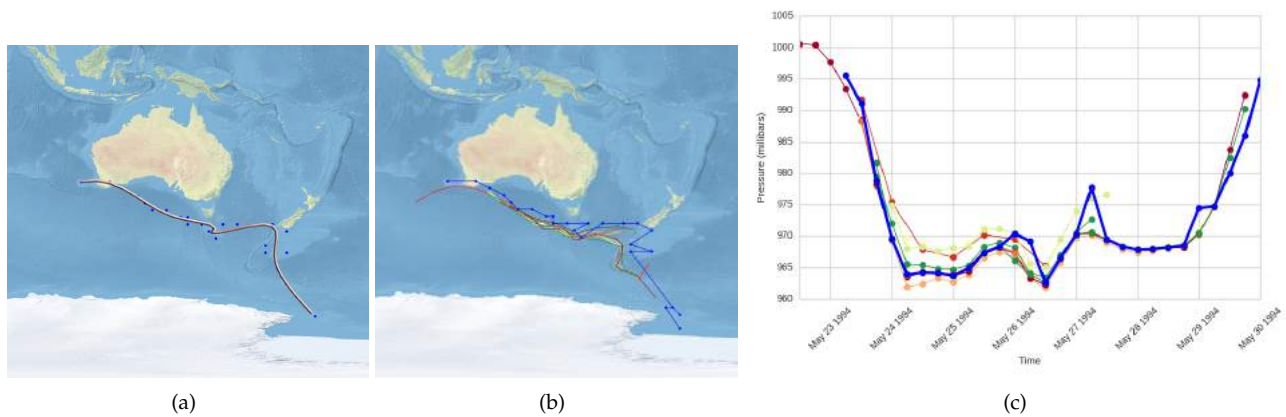 1005
1000
995
990
985
980
975
970
965
960
Pressure (millibars)
May 23 1994
May 24 1994
May 25 1994
May 26 1994
May 27 1994
May 28 1994
May 29 1994
May 30 1994
Time
(a)
(b)
(c)